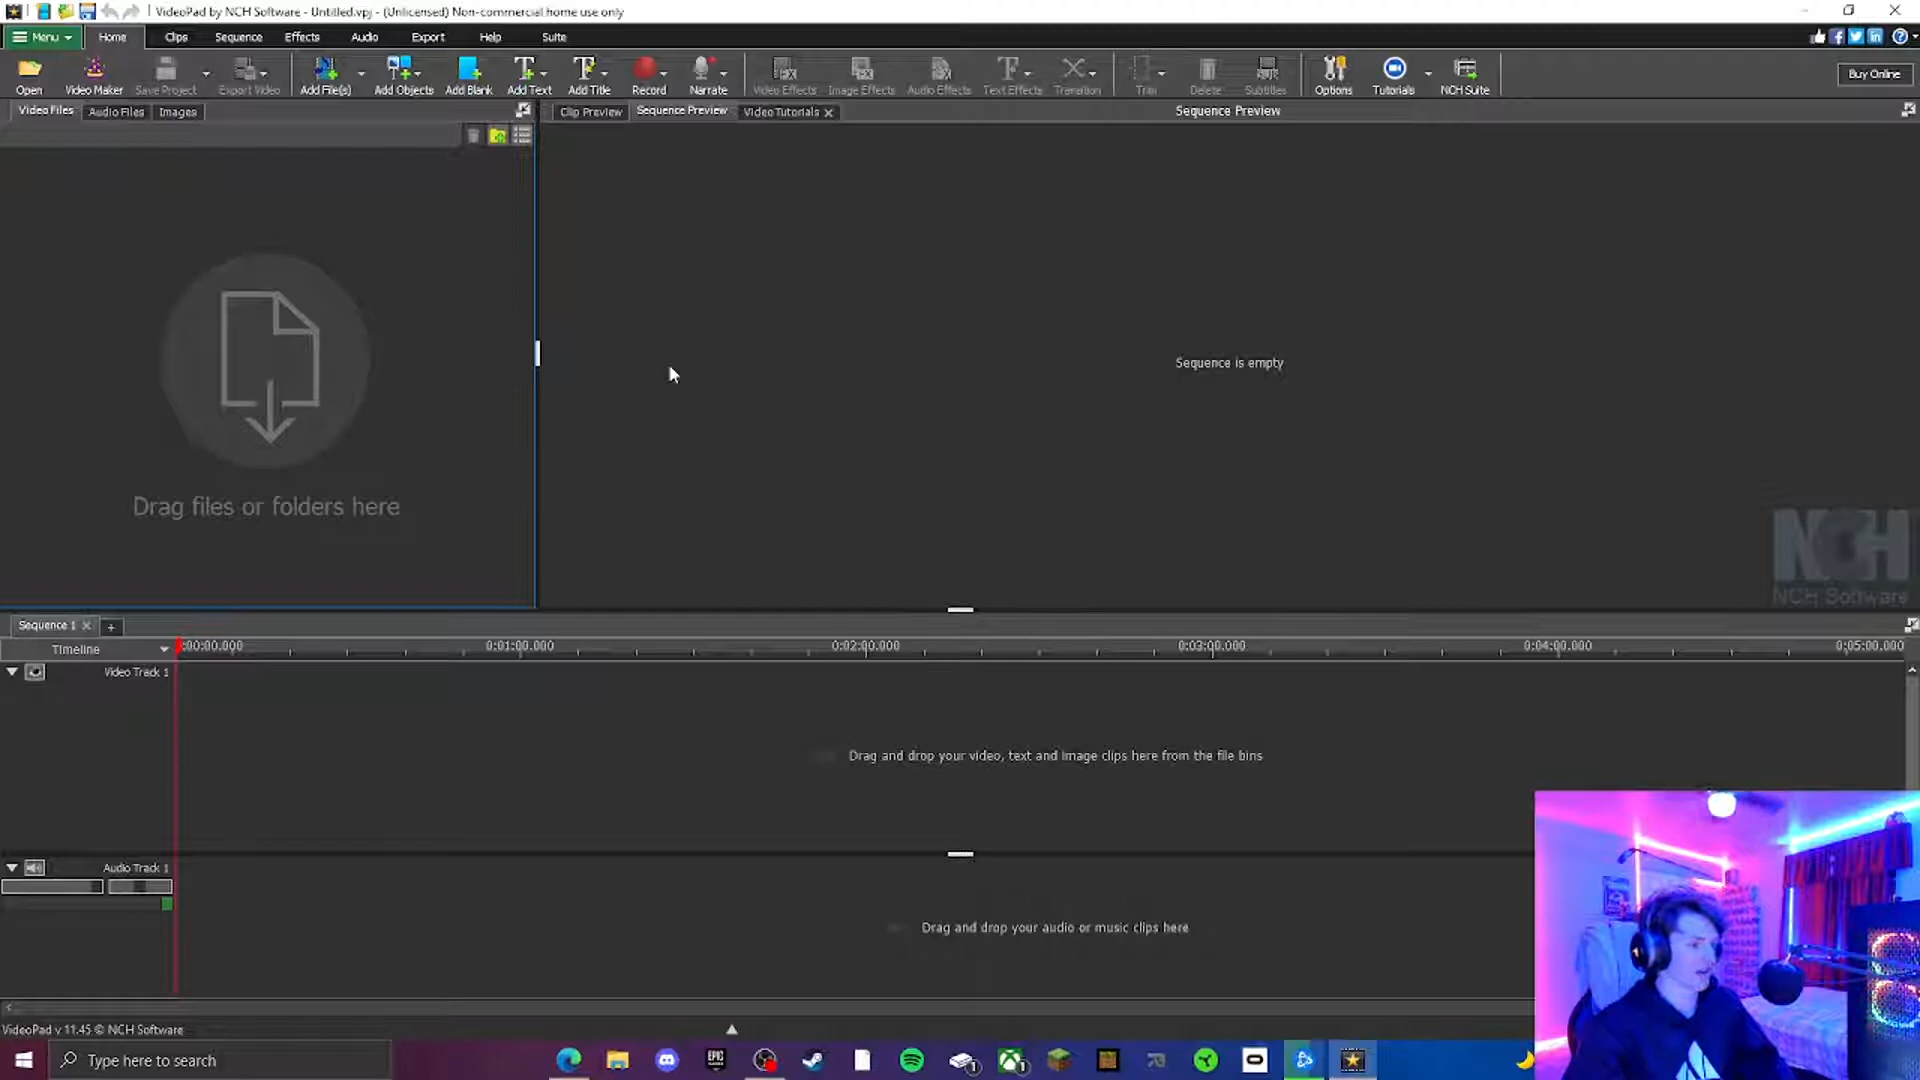 VideoPad by NCH Software - Untitled.vpj - (Unlicensed) Non-commercial home use only
Menu Home Clips Sequence Effects Audio Export Help Suite
Open Video Maker Save Project Export Video Add File(s) Add Objects Add Blank Add Text Add Title Record Narrate Video Effects Image Effects Audio Effects Text Effects Transition Trim Delete Subtitles Options Tutorials NCH Suite Buy Online
Video Files Audio Files Images Clip Preview Sequence Preview Video Tutorials Sequence Preview
Sequence is empty
Drag files or folders here
NCH
NCH Software
Sequence 1
Timeline :00:00.000 0:01:00.000 0:02:00.000 0:03:00.000 0:04:00.000 0:05:00.000
Video Track 1
Drag and drop your video, text and image clips here from the file bins
Audio Track 1
Drag and drop your audio or music clips here
VideoPad v 11.45 © NCH Software
Type here to search
EPIC